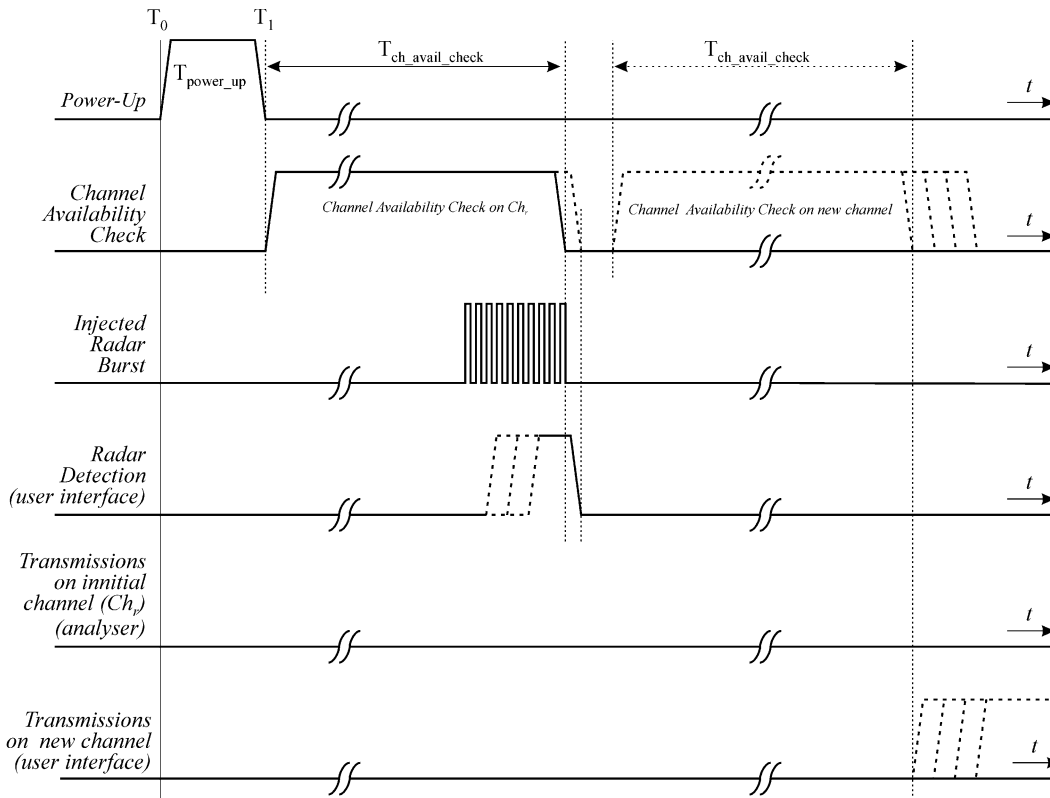 T0 T1
Tch_avail_check
Tch_avail_check
Tpower_up
Power-Up
t
Channel
Availability
Check
Channel Availability Check on Chr
Channel Availability Check on new channel
t
Injected
Radar
Burst
t
Radar
Detection
(user interface)
t
Transmissions
on innitial
channel (Chr)
(analyser)
t
Transmissions
on new channel
(user interface)
t